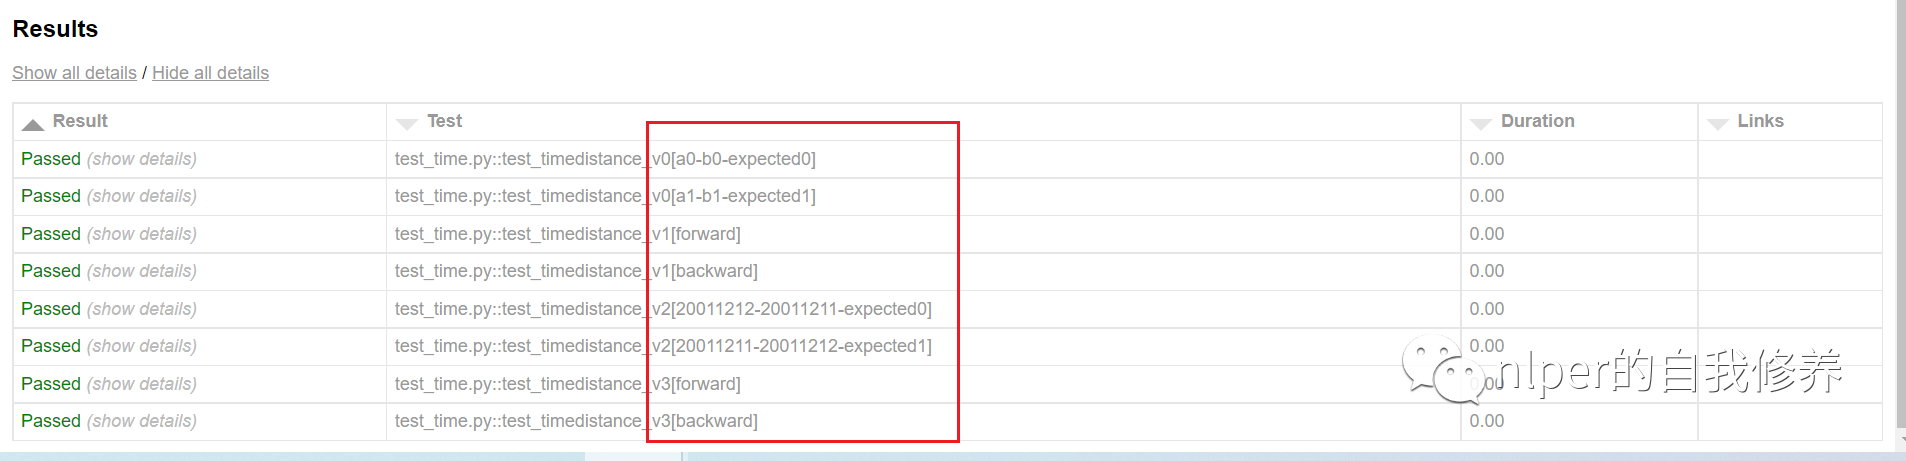 Results
Show all details / Hide all details
Result Test Duration Links
Passed (show details) test_time.py::test_timedistance_v0[a0-b0-expected0] 0.00
Passed (show details) test_time.py::test_timedistance_v0[a1-b1-expected1] 0.00
Passed (show details) test_time.py::test_timedistance_v1[forward] 0.00
Passed (show details) test_time.py::test_timedistance_v1[backward] 0.00
Passed (show details) test_time.py::test_timedistance_v2[20011212-20011211-expected0] 0.00
Passed (show details) test_time.py::test_timedistance_v2[20011211-20011212-expected1] 0.00
Passed (show details) test_time.py::test_timedistance_v3[forward] 0.00
nlper的自我修养
Passed (show details) test_time.py::test_timedistance_v3[backward] 0.00